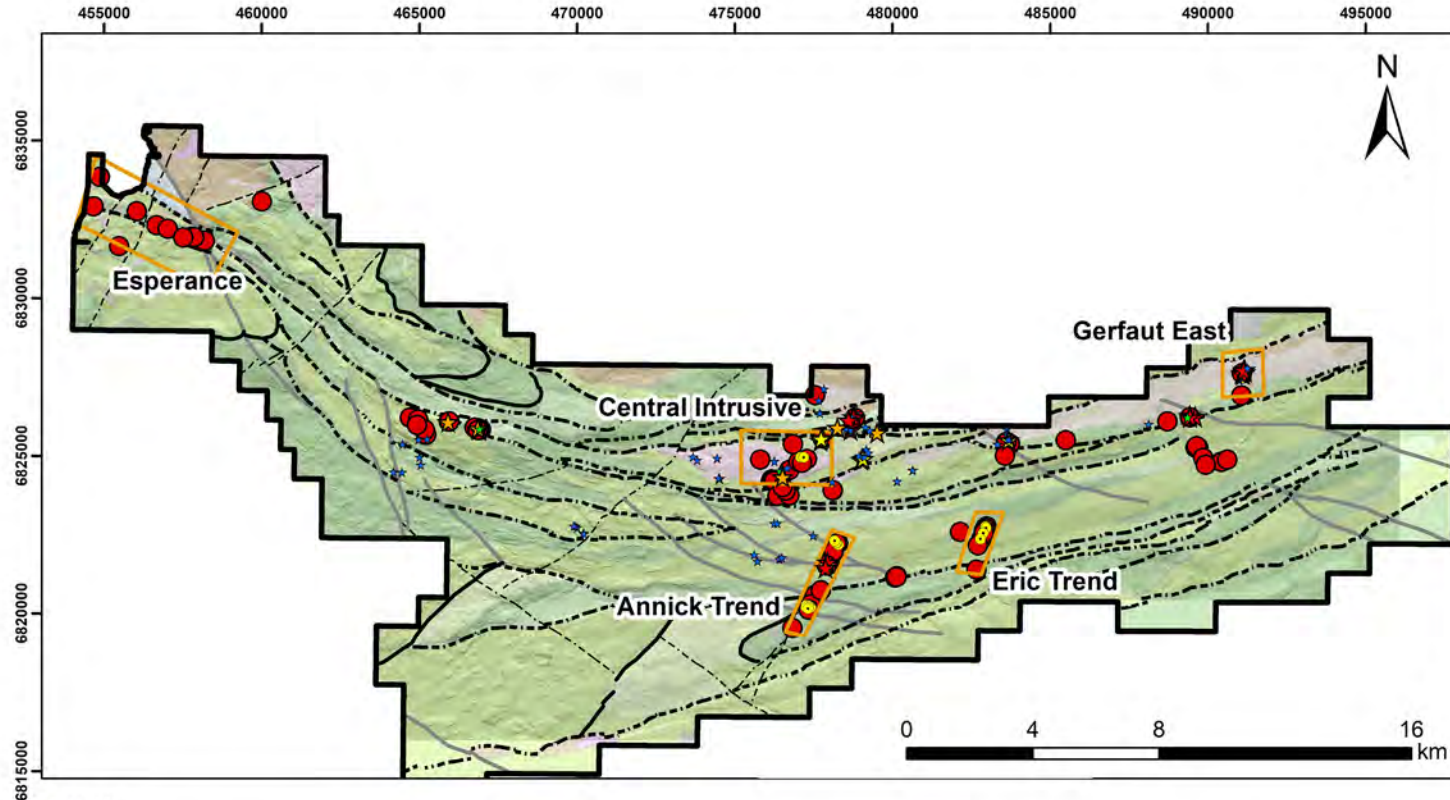 455000 460000 465000 470000 475000 480000 485000 490000 495000
N
6835000
6830000
6825000
6820000
6815000
Esperance
Gerfaut East
Central Intrusive
Eric Trend
Annick Trend
0 4 8 16
km